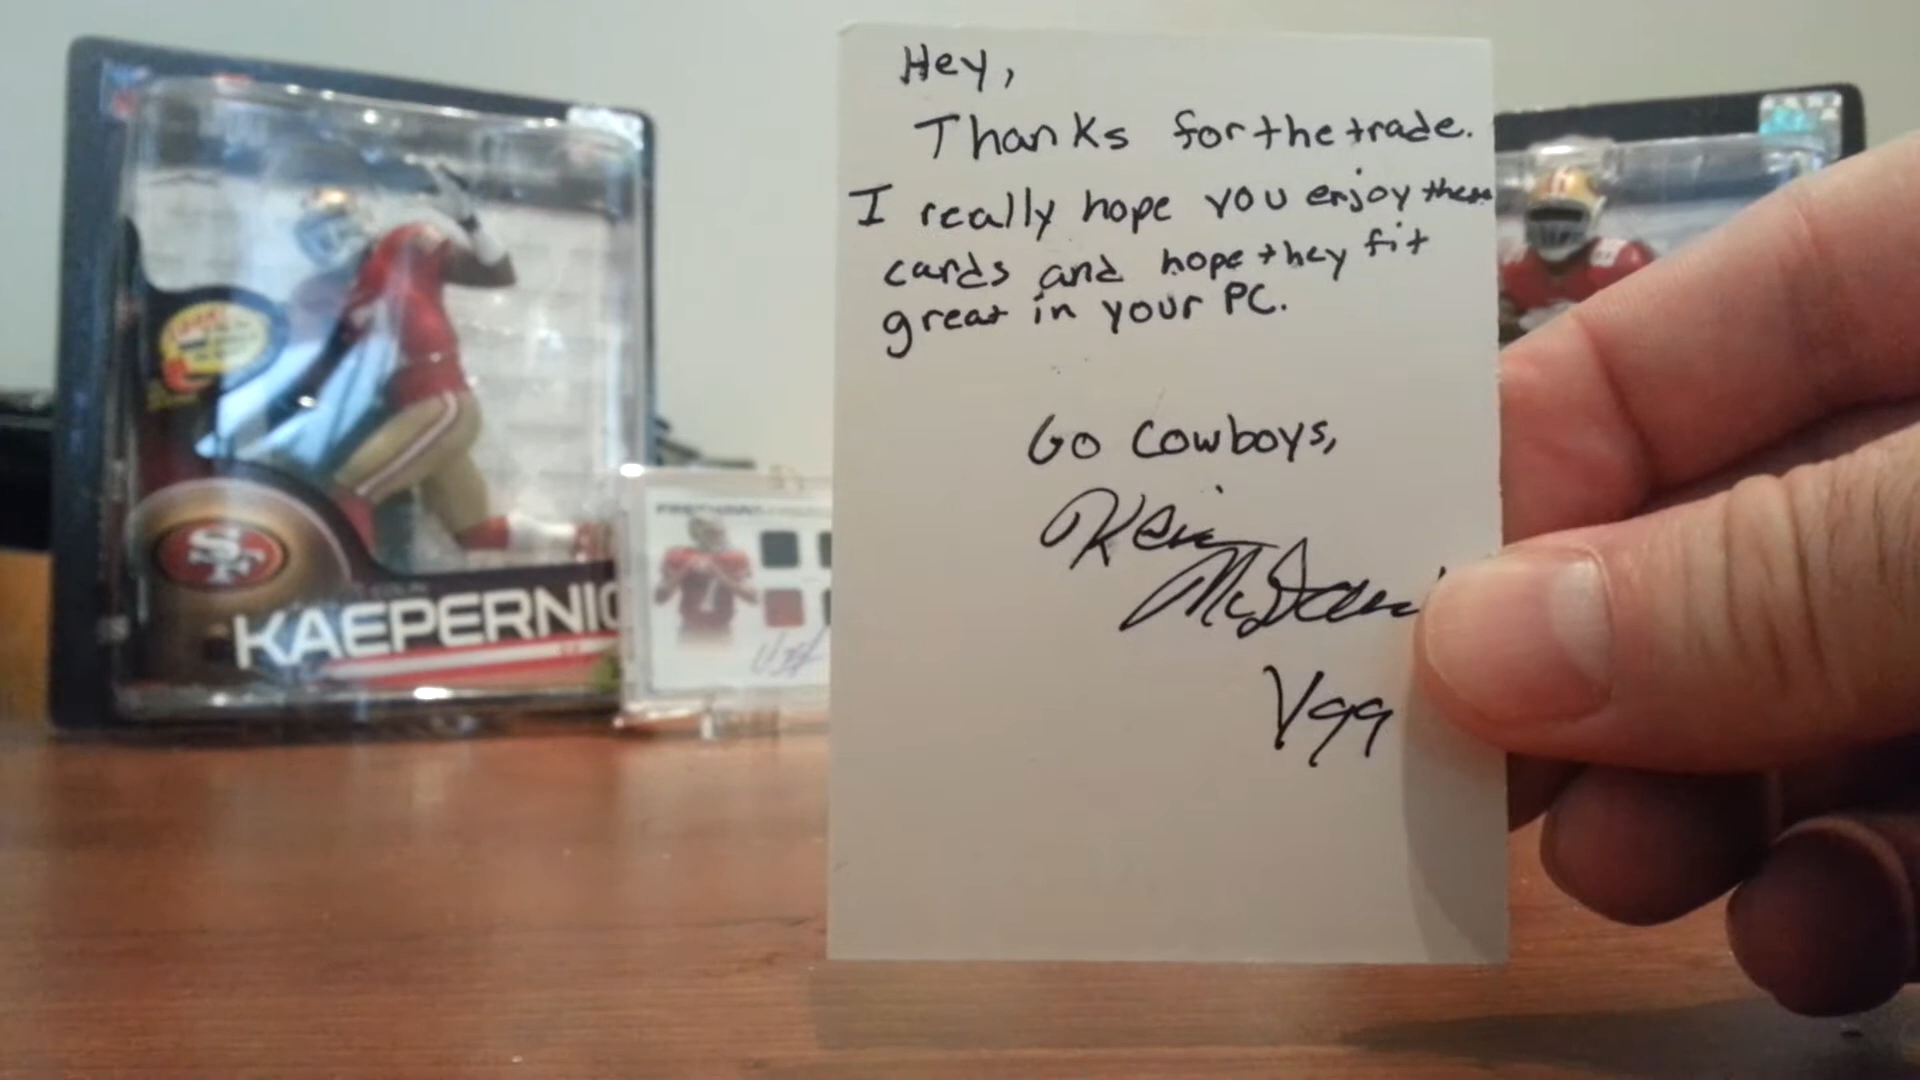 Hey,
Thanks for the trade.
I really hope you enjoy these
cards and hope they fit
great in your PC.
Go Cowboys,
V99
SF
KAEPERNIC